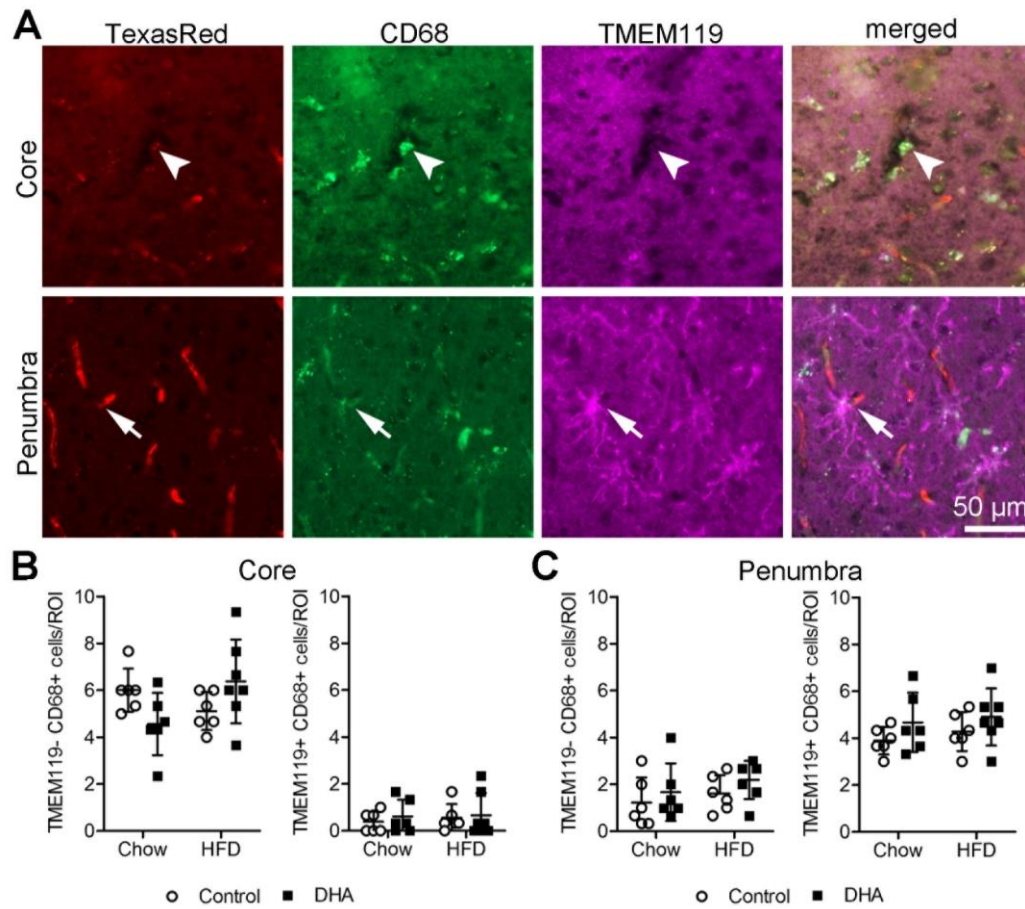 A
TexasRed CD68 TMEM119 merged
Core
Penumbra
50 µm
B Core
TMEM119- CD68+ cells/ROI
10
8
6
4
2
0
Chow HFD
TMEM119+ CD68+ cells/ROI
10
8
6
4
2
0
Chow HFD
Control DHA
C Penumbra
TMEM119- CD68+ cells/ROI
10
8
6
4
2
0
Chow HFD
TMEM119+ CD68+ cells/ROI
10
8
6
4
2
0
Chow HFD
Control DHA